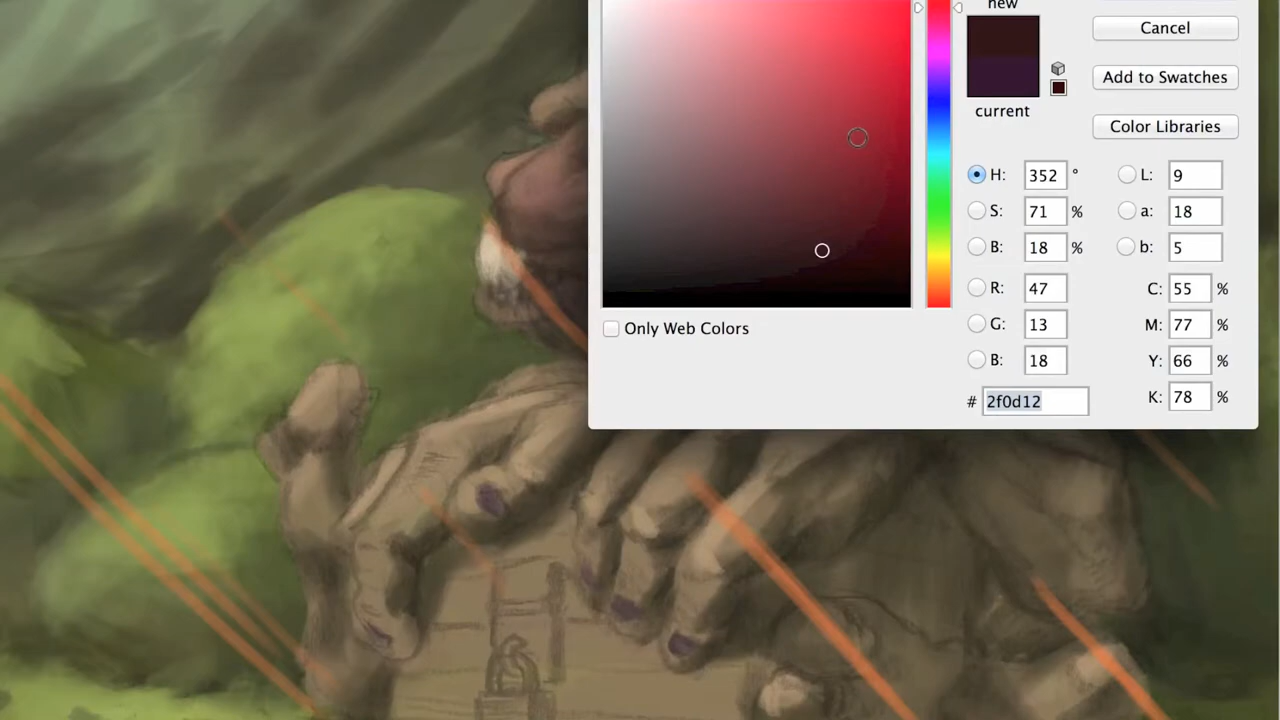 new
Cancel
Add to Swatches
current
Color Libraries
H: 352 ° L: 9
S: 71 % a: 18
B: 18 % b: 5
R: 47 C: 55 %
G: 13 M: 77 %
Only Web Colors
B: 18 Y: 66 %
# 2f0d12 K: 78 %